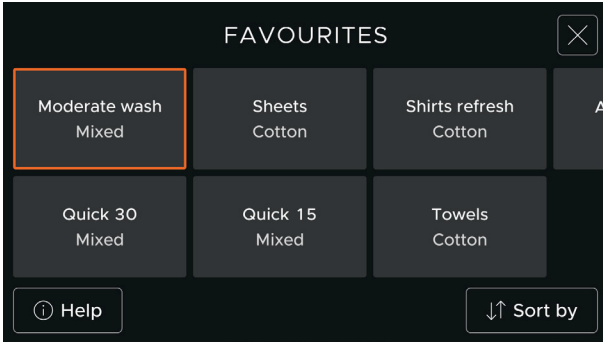 FAVOURITES
Moderate wash
Mixed
Sheets
Cotton
Shirts refresh
Cotton
Quick 30
Mixed
Quick 15
Mixed
Towels
Cotton
Help
Sort by